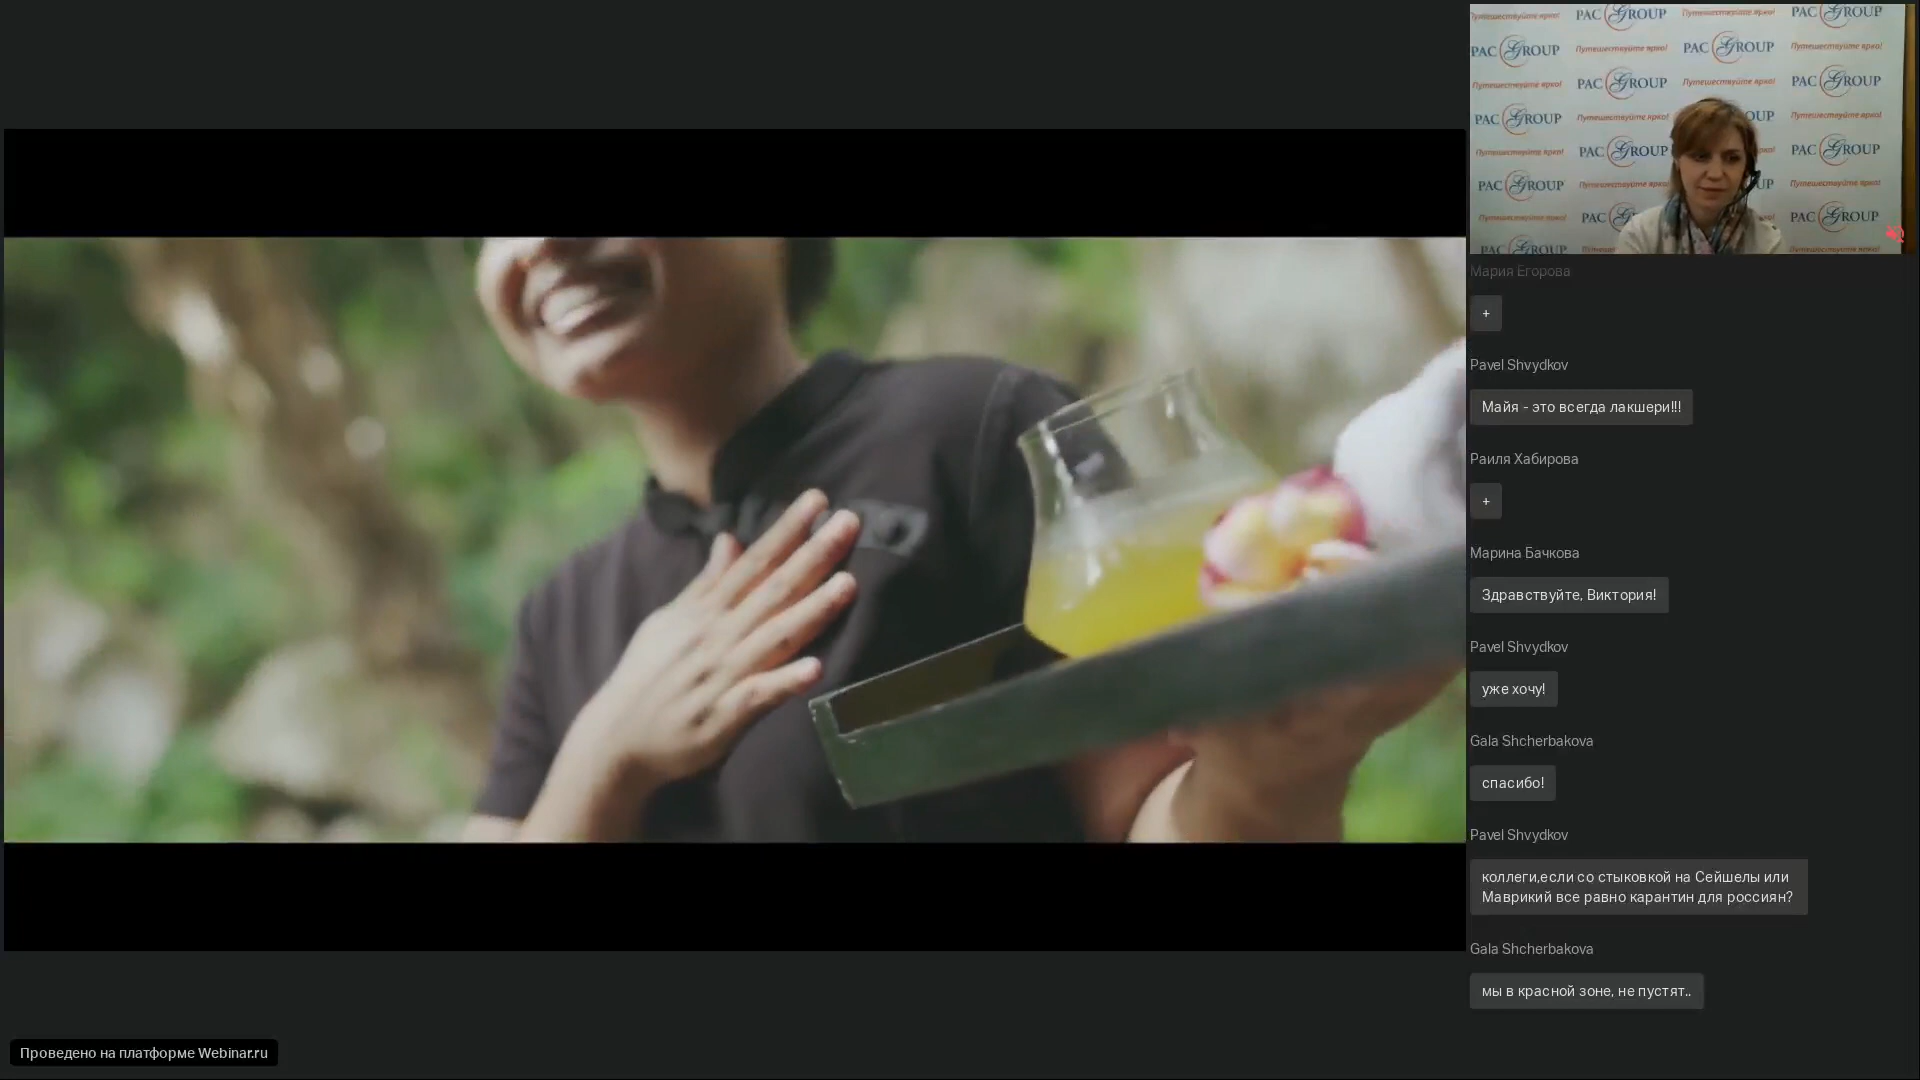 PAC GROUP
Путешествуйте ярко!
Мария Егорова
+
Pavel Shvydkov
Майя - это всегда лакшери!!!
Раиля Хабирова
+
Марина Бачкова
Здравствуйте, Виктория!
Pavel Shvydkov
уже хочу!
Gala Shcherbakova
спасибо!
Pavel Shvydkov
коллеги,если со стыковкой на Сейшелы или
Маврикий все равно карантин для россиян?
Gala Shcherbakova
мы в красной зоне, не пустят..
Проведено на платформе Webinar.ru